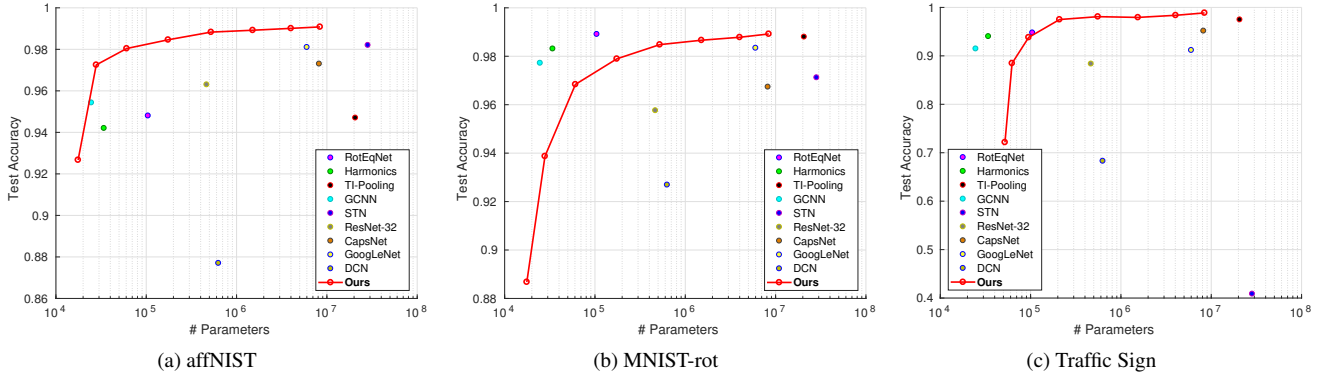 1
0.98
0.96
0.94
0.92
0.9
0.88
0.86
Test Accuracy
10^4 10^5 10^6 10^7 10^8
# Parameters
RotEqNet
Harmonics
TI-Pooling
GCNN
STN
ResNet-32
CapsNet
GoogLeNet
DCN
Ours
(a) affNIST
1
0.98
0.96
0.94
0.92
0.9
0.88
Test Accuracy
10^4 10^5 10^6 10^7 10^8
# Parameters
RotEqNet
Harmonics
TI-Pooling
GCNN
STN
ResNet-32
CapsNet
GoogLeNet
DCN
Ours
(b) MNIST-rot
1
0.9
0.8
0.7
0.6
0.5
0.4
Test Accuracy
10^4 10^5 10^6 10^7 10^8
# Parameters
RotEqNet
Harmonics
TI-Pooling
GCNN
STN
ResNet-32
CapsNet
GoogLeNet
DCN
Ours
(c) Traffic Sign